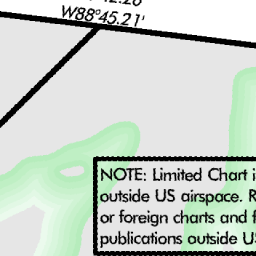 W88°45.21'
NOTE: Limited Chart i
outside US airspace. R
or foreign charts and f
publications outside US